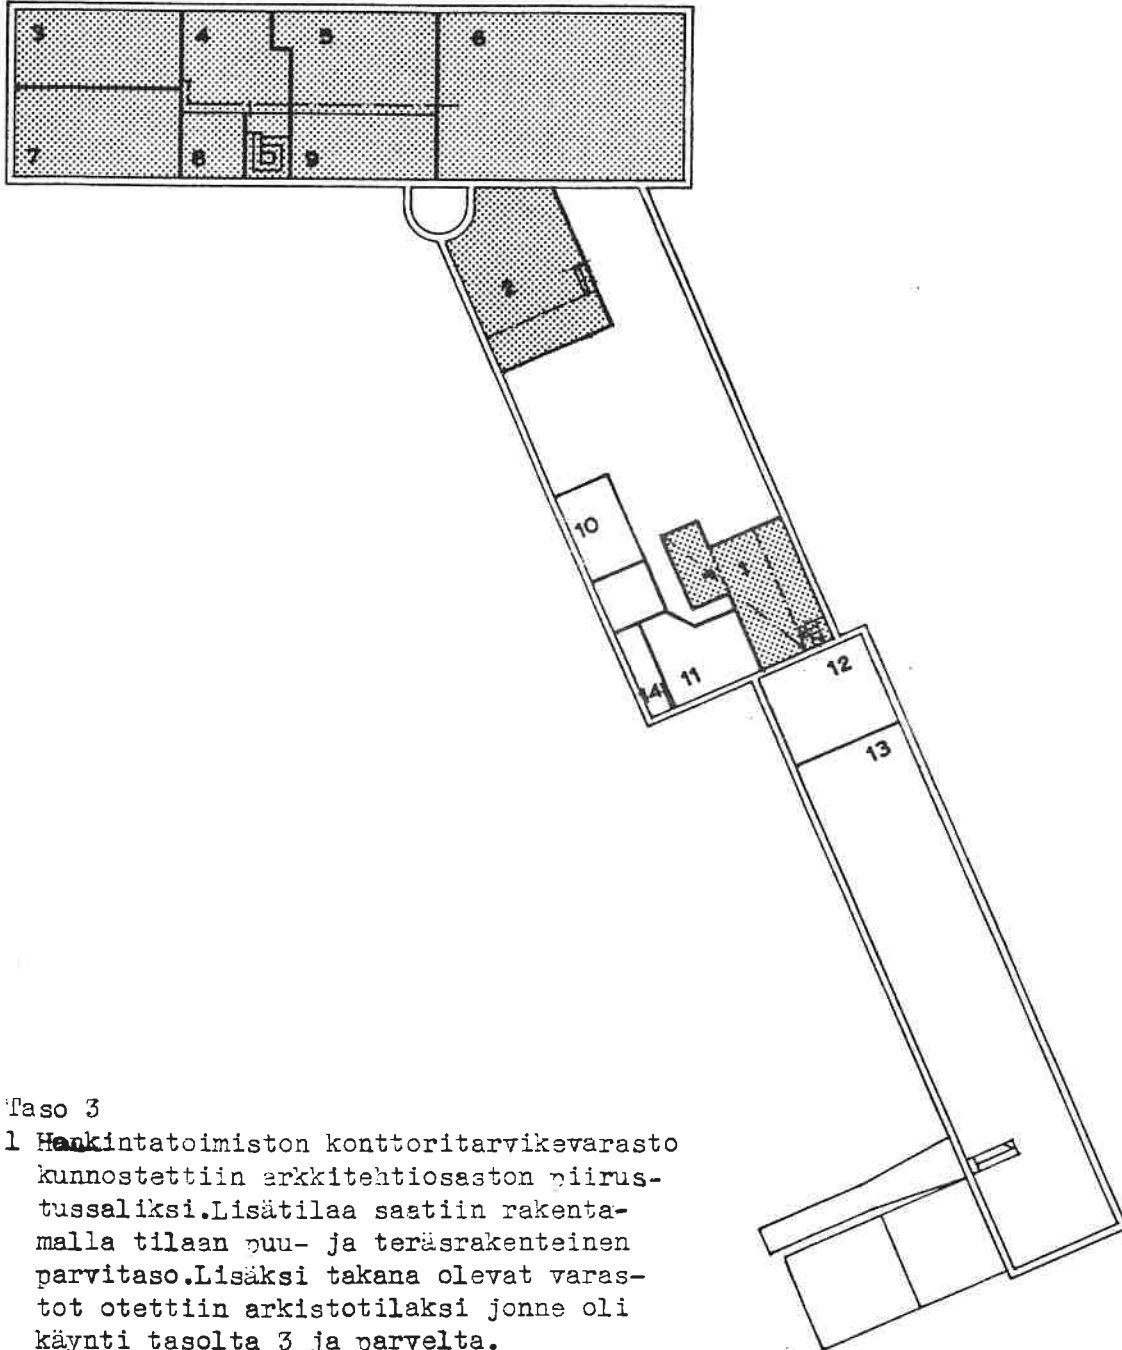 3 4 5 6
7 8 9
2
10
1
11
14
12
13
Taso 3
1 Hankintatoimiston konttoritarvikevarasto
kunnostettiin arkkitehtiosaston piirus-
tussaliksi.Lisätilaa saatiin rakenta-
malla tilaan puu- ja teräsrakenteinen
parvitaso.Lisäksi takana olevat varas-
tot otettiin arkistotilaksi jonne oli
käynti tasolta 3 ja parvelta.